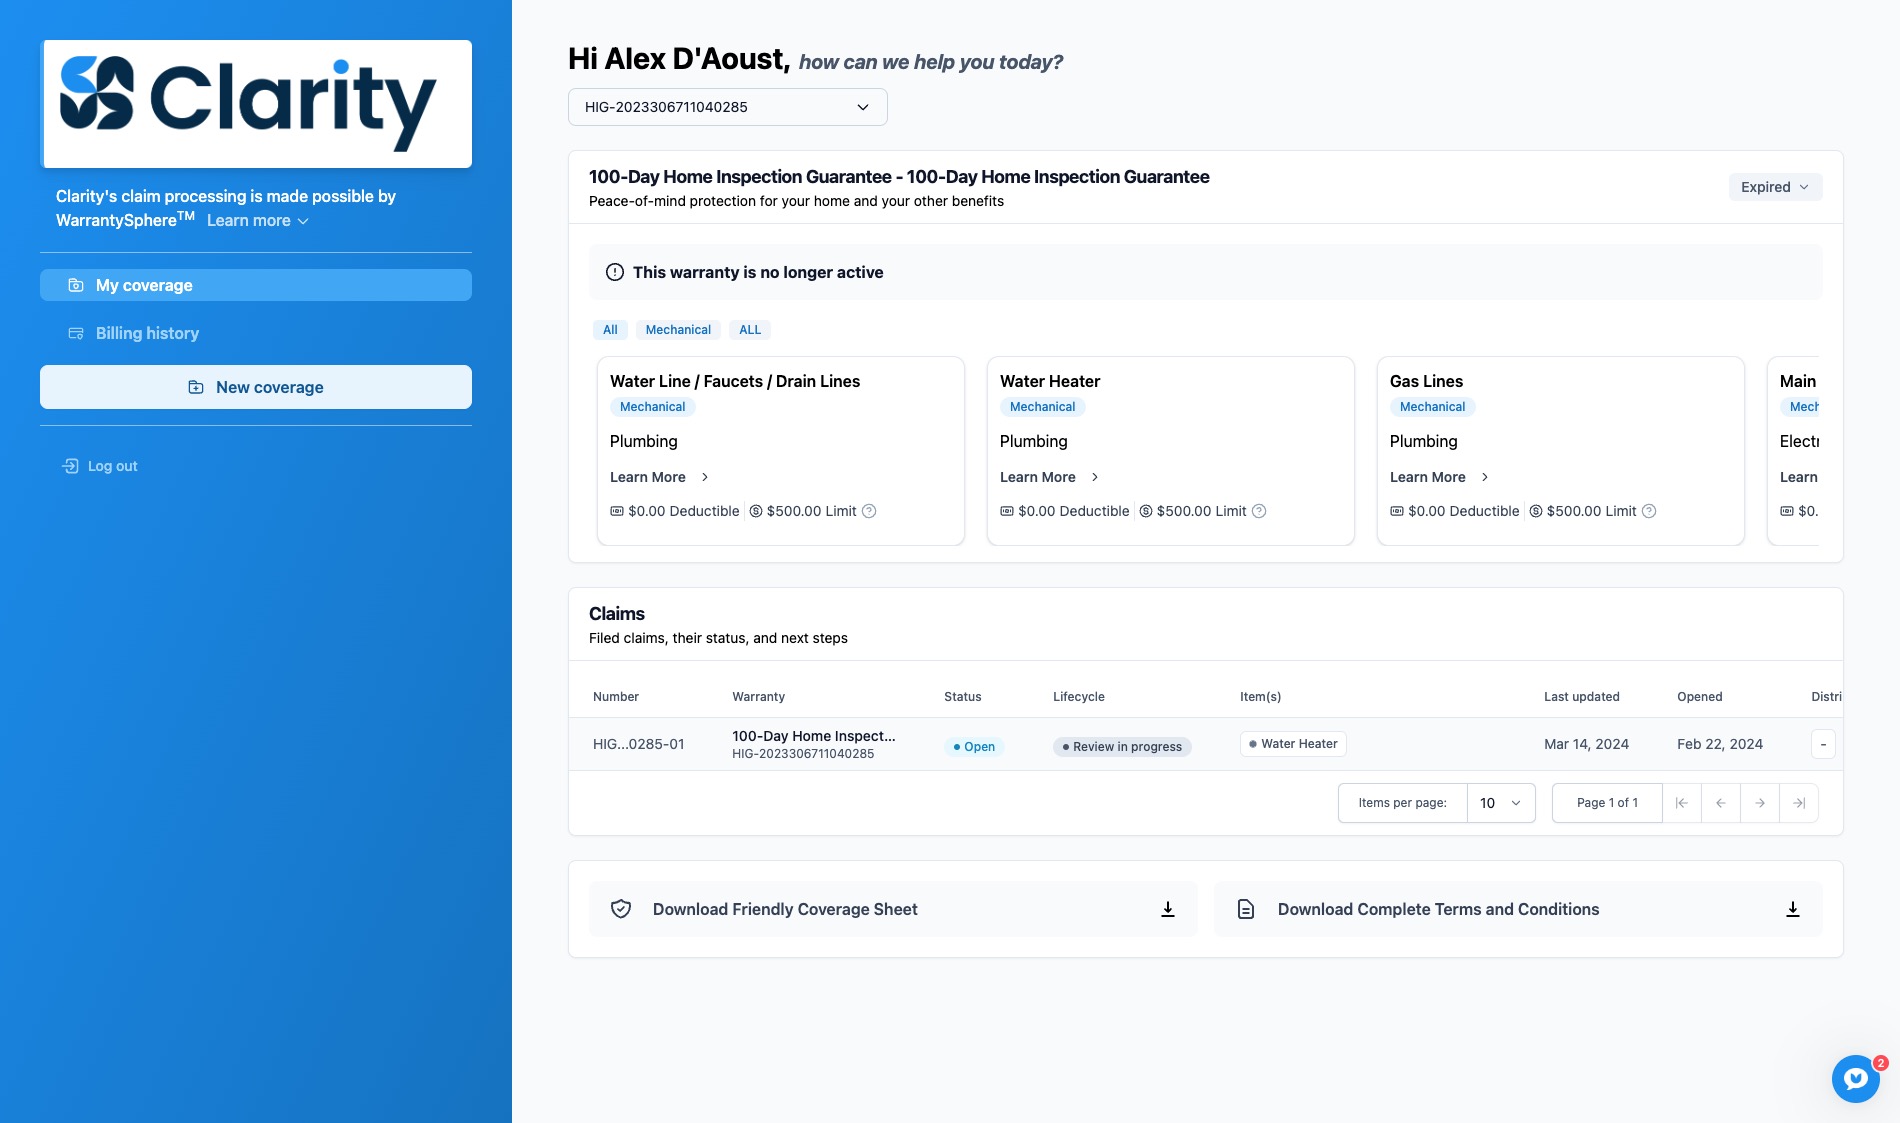 Clarity
Clarity's claim processing is made possible by
WarrantySphere™ Learn more
My coverage
Billing history
New coverage
Log out
Hi Alex D'Aoust, how can we help you today?
HIG-2023306711040285
100-Day Home Inspection Guarantee - 100-Day Home Inspection Guarantee
Peace-of-mind protection for your home and your other benefits
Expired
This warranty is no longer active
All Mechanical ALL
Water Line / Faucets / Drain Lines
Mechanical
Plumbing
Learn More
$0.00 Deductible $500.00 Limit
Water Heater
Mechanical
Plumbing
Learn More
$0.00 Deductible $500.00 Limit
Gas Lines
Mechanical
Plumbing
Learn More
$0.00 Deductible $500.00 Limit
Main
Mech
Electr
Learn
$0.
Claims
Filed claims, their status, and next steps
Number Warranty Status Lifecycle Item(s) Last updated Opened Distri
HIG...0285-01 100-Day Home Inspect... Open Review in progress Water Heater Mar 14, 2024 Feb 22, 2024 -
HIG-2023306711040285
Items per page: 10 Page 1 of 1
Download Friendly Coverage Sheet
Download Complete Terms and Conditions
2